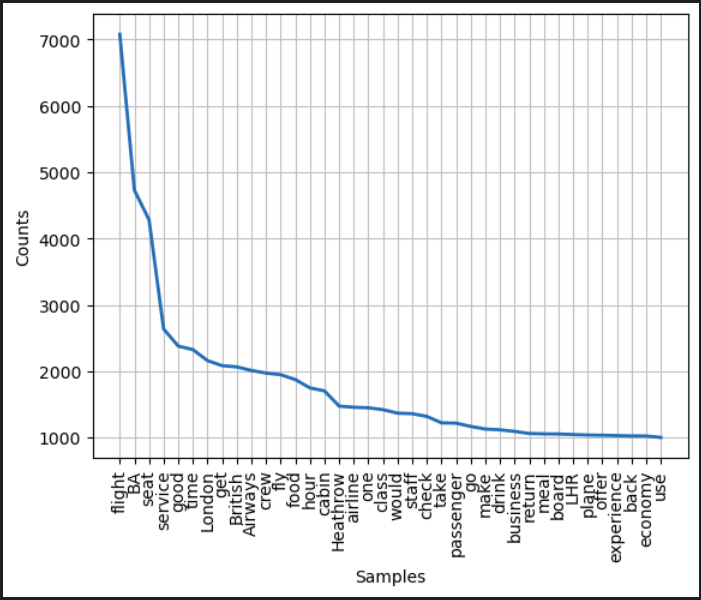 7000
6000
5000
4000
3000
2000
1000
Counts
flight
BA
seat
service
good
time
London
get
British
Airways
crew
fly
food
hour
cabin
Heathrow
airline
one
class
would
staff
check
take
passenger
go
make
drink
business
return
meal
board
LHR
plane
offer
experience
back
economy
use
Samples